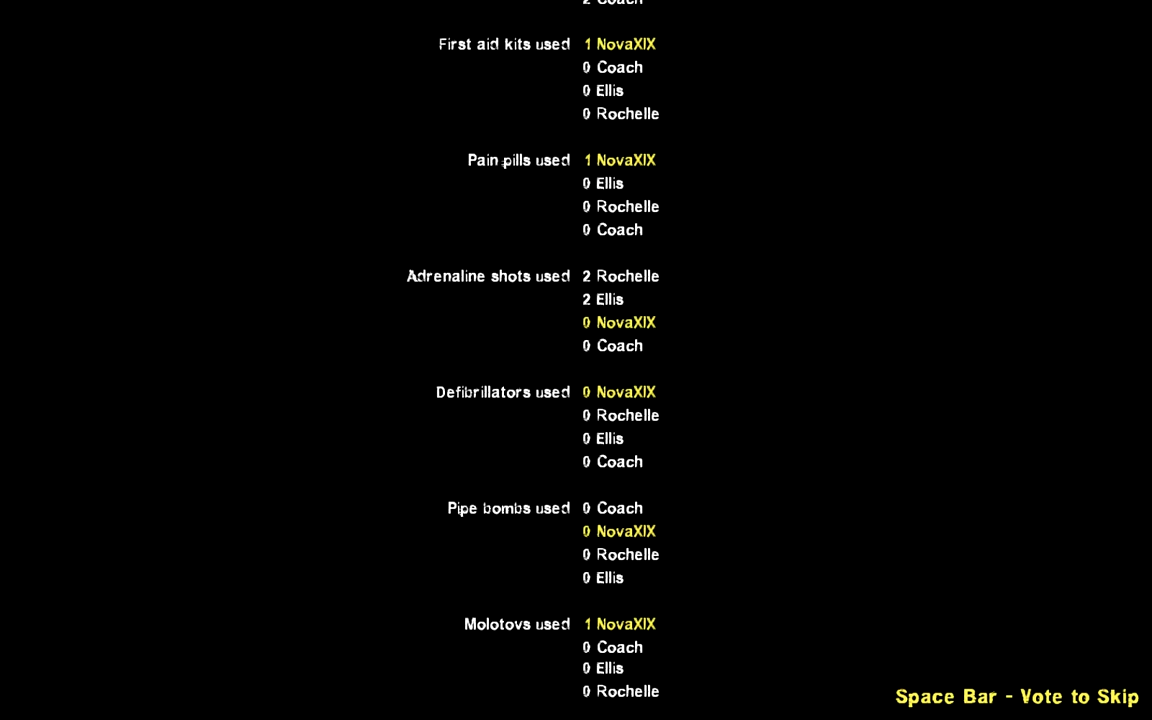 2 Coach
First aid kits used 1 NovaXIX
0 Coach
0 Ellis
0 Rochelle
Pain pills used 1 NovaXIX
0 Ellis
0 Rochelle
0 Coach
Adrenaline shots used 2 Rochelle
2 Ellis
0 NovaXIX
0 Coach
Defibrillators used 0 NovaXIX
0 Rochelle
0 Ellis
0 Coach
Pipe bombs used 0 Coach
0 NovaXIX
0 Rochelle
0 Ellis
Molotovs used 1 NovaXIX
0 Coach
0 Ellis
0 Rochelle
Space Bar - Vote to Skip